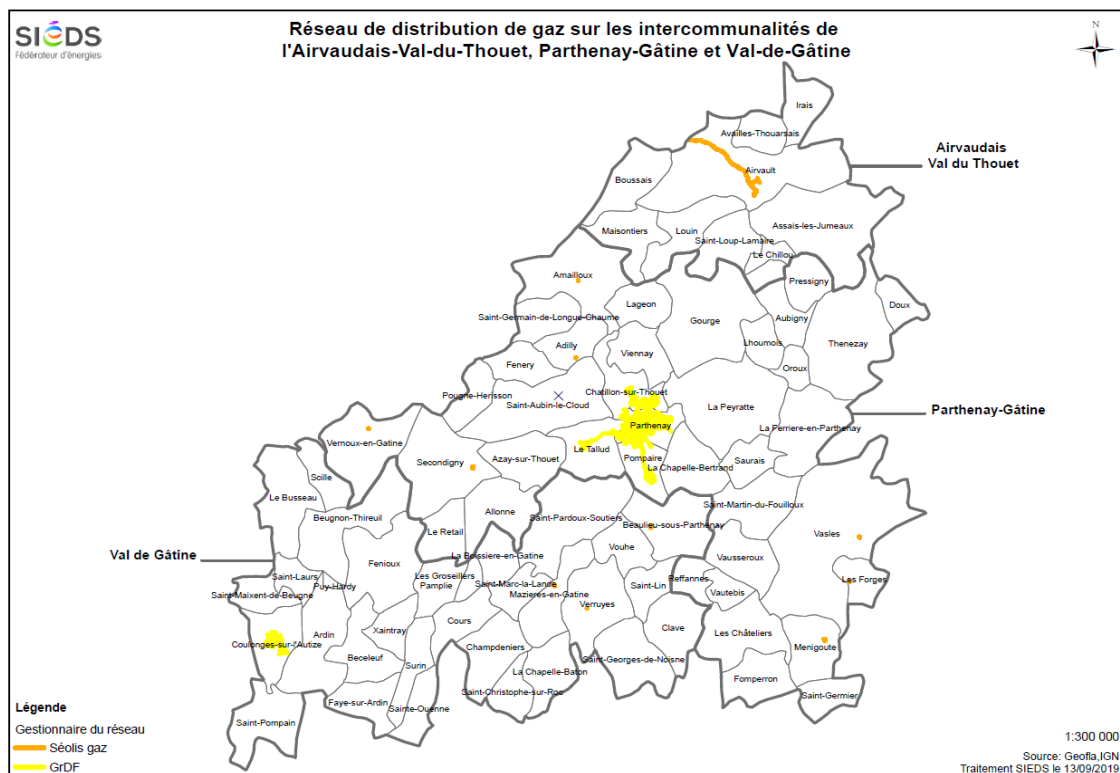 SIÉDS
Fédérateur d'énergies
Réseau de distribution de gaz sur les intercommunalités de
l'Airvaudais-Val-du-Thouet, Parthenay-Gâtine et Val-de-Gâtine
N
Irais
Availles-Thouarsais
Airvaudais
Val du Thouet
Airvault
Boussais
Assais-les-Jumeaux
Maisontiers
Louin
Saint-Loup-Lamaire
Le Chillou
Amailloux
Pressigny
Lageon
Doux
Saint-Germain-de-Longue-Chaume
Gourge
Aubigny
Adilly
Viennay
Lhoumois
Thenezay
Fenery
Oroux
Chatillon-sur-Thouet
Pougne-Herisson
Saint-Aubin-le-Cloud
La Peyratte
Parthenay-Gâtine
Parthenay
La Ferriere-en-Parthenay
Vernoux-en-Gatine
Le Tallud
Azay-sur-Thouet
Pompaire
Saurais
Secondigny
La Chapelle-Bertrand
Scille
Le Busseau
Saint-Martin-du-Fouilloux
Allonne
Beugnon-Thireuil
Saint-Pardoux-Soutiers
Beaulieu-sous-Parthenay
Le Retail
Vasles
Vouhe
Val de Gâtine
La Boissiere-en-Gatine
Vausseroux
Fenioux
Saint-Laurs
Les Groseillers
Reffannes
Les Forges
Puy-Hardy
Pamplie
Saint-Marc-la-Lande
Saint-Lin
Saint-Maixent-de-Beugne
Mazieres-en-Gatine
Vautebis
Verruyes
Cours
Clave
Xaintray
Ardin
Les Châteliers
Coulonges-sur-l'Autize
Champdeniers
Menigoute
Beceleuf
Saint-Georges-de-Noisne
Surin
La Chapelle-Baton
Fomperron
Saint-Christophe-sur-Roc
Saint-Germier
Faye-sur-Ardin
Sainte-Ouenne
Saint-Pompain
Légende
Gestionnaire du réseau
Séolis gaz
GrDF
1:300 000
Source: Geofla,IGN
Traitement SIEDS le 13/09/2019